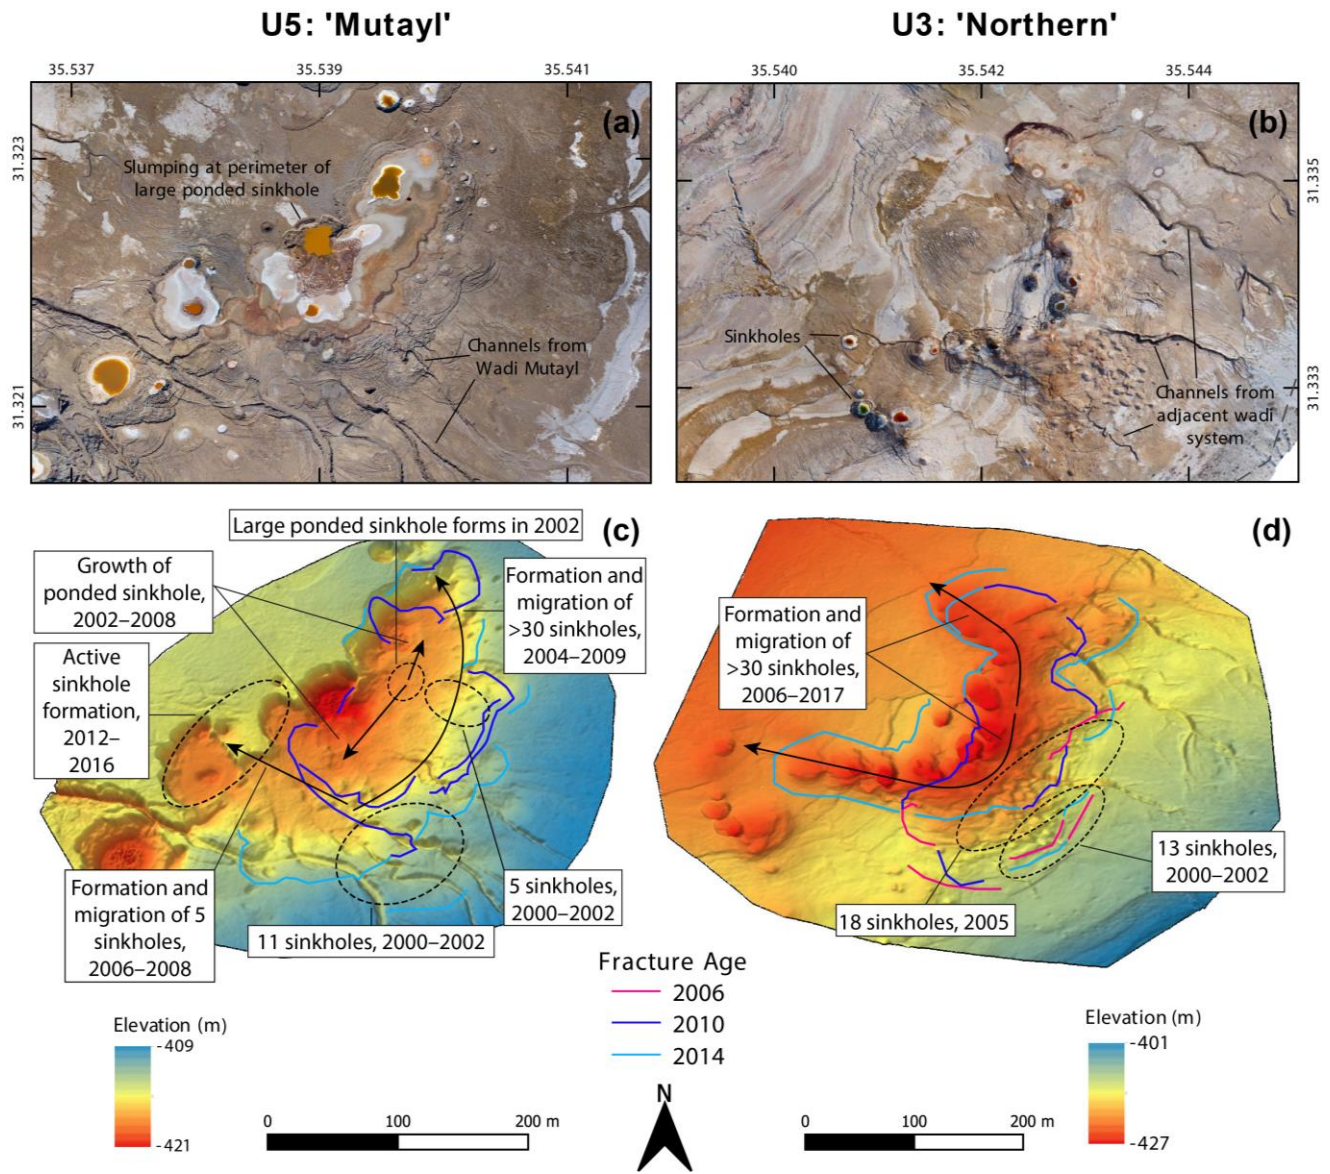 U5: 'Mutayl'
U3: 'Northern'
35.537
35.539
35.541
35.540
35.542
35.544
(a)
(b)
31.323
31.321
31.335
31.333
Slumping at perimeter of
large ponded sinkhole
Channels from
Wadi Mutayl
Sinkholes
Channels from
adjacent wadi
system
(c)
(d)
Large ponded sinkhole forms in 2002
Growth of
ponded sinkhole,
2002–2008
Formation and
migration of
>30 sinkholes,
2004–2009
Active
sinkhole
formation,
2012–
2016
Formation and
migration of 5
sinkholes,
2006–2008
11 sinkholes, 2000–2002
5 sinkholes,
2000–2002
Formation and
migration of
>30 sinkholes,
2006–2017
18 sinkholes, 2005
13 sinkholes,
2000–2002
Fracture Age
2006
2010
2014
Elevation (m)
-409
-421
Elevation (m)
-401
-427
N
0
100
200 m
0
100
200 m